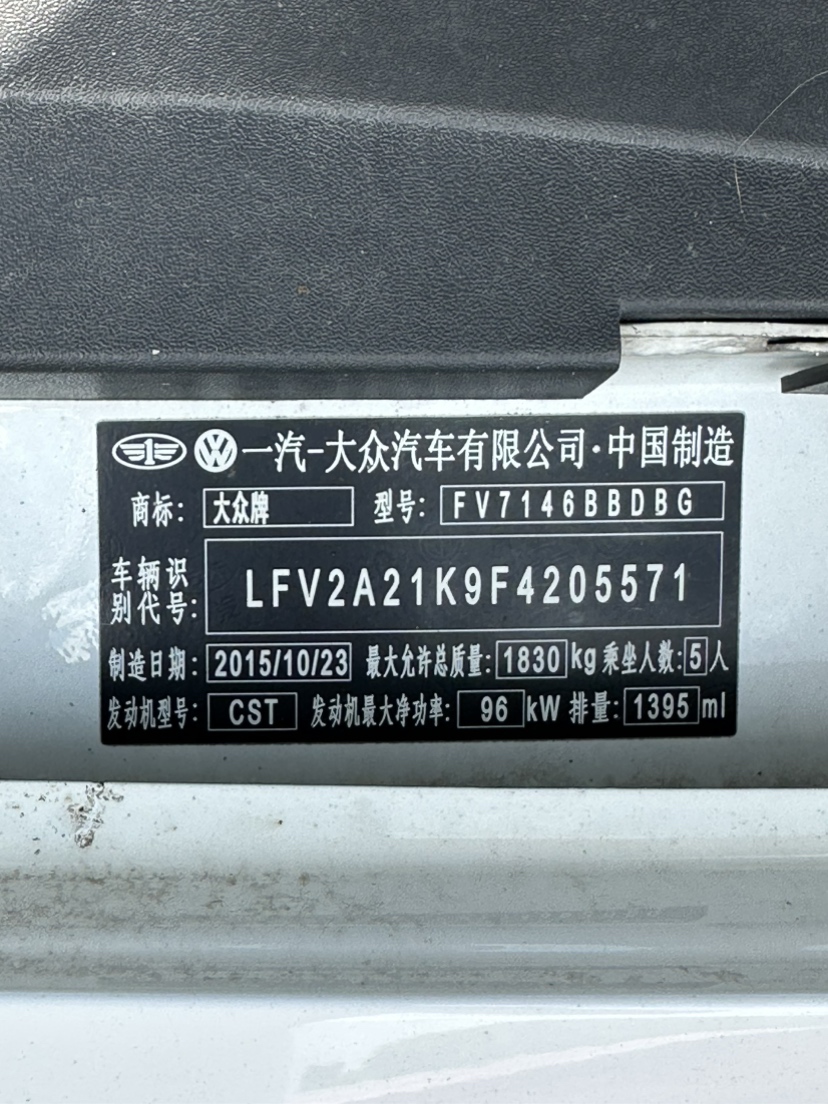 一汽-大众汽车有限公司·中国制造
商标: 大众牌 型号: FV7146BBDBG
车辆识别代号: LFV2A21K9F4205571
制造日期: 2015/10/23 最大允许总质量: 1830 kg 乘坐人数: 5 人
发动机型号: CST 发动机最大净功率: 96 kW 排量: 1395 ml